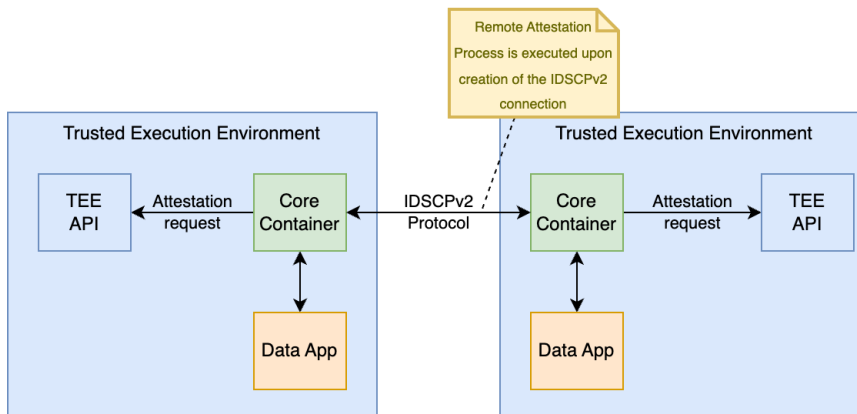 Remote Attestation
Process is executed upon
creation of the IDSCPv2
connection
Trusted Execution Environment
Trusted Execution Environment
TEE
API
Attestation
request
Core
Container
IDSCPv2
Protocol
Core
Container
Attestation
request
TEE
API
Data App
Data App